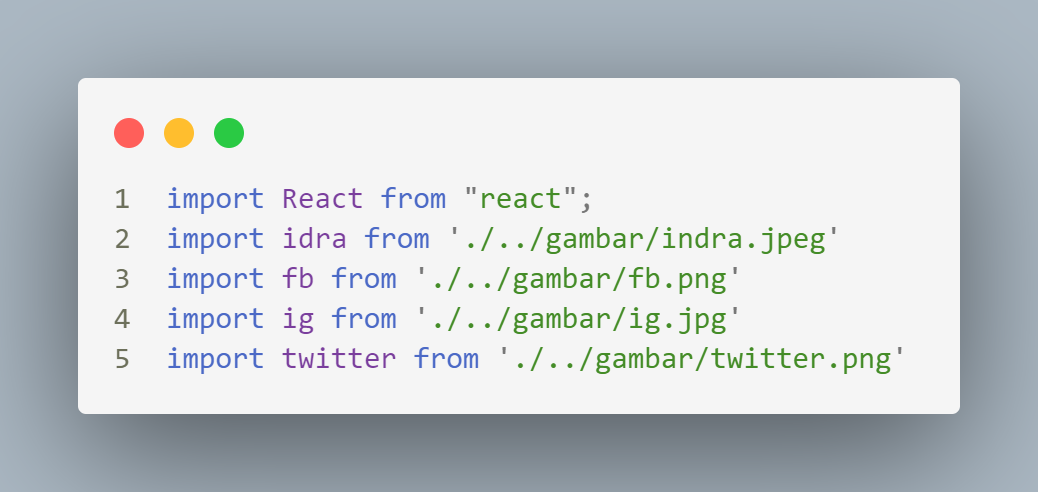 1 import React from "react";
2 import idra from './../gambar/indra.jpeg'
3 import fb from './../gambar/fb.png'
4 import ig from './../gambar/ig.jpg'
5 import twitter from './../gambar/twitter.png'